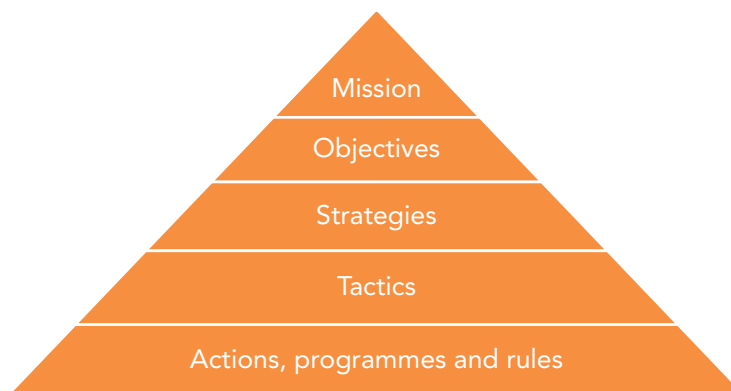 Mission
Objectives
Strategies
Tactics
Actions, programmes and rules